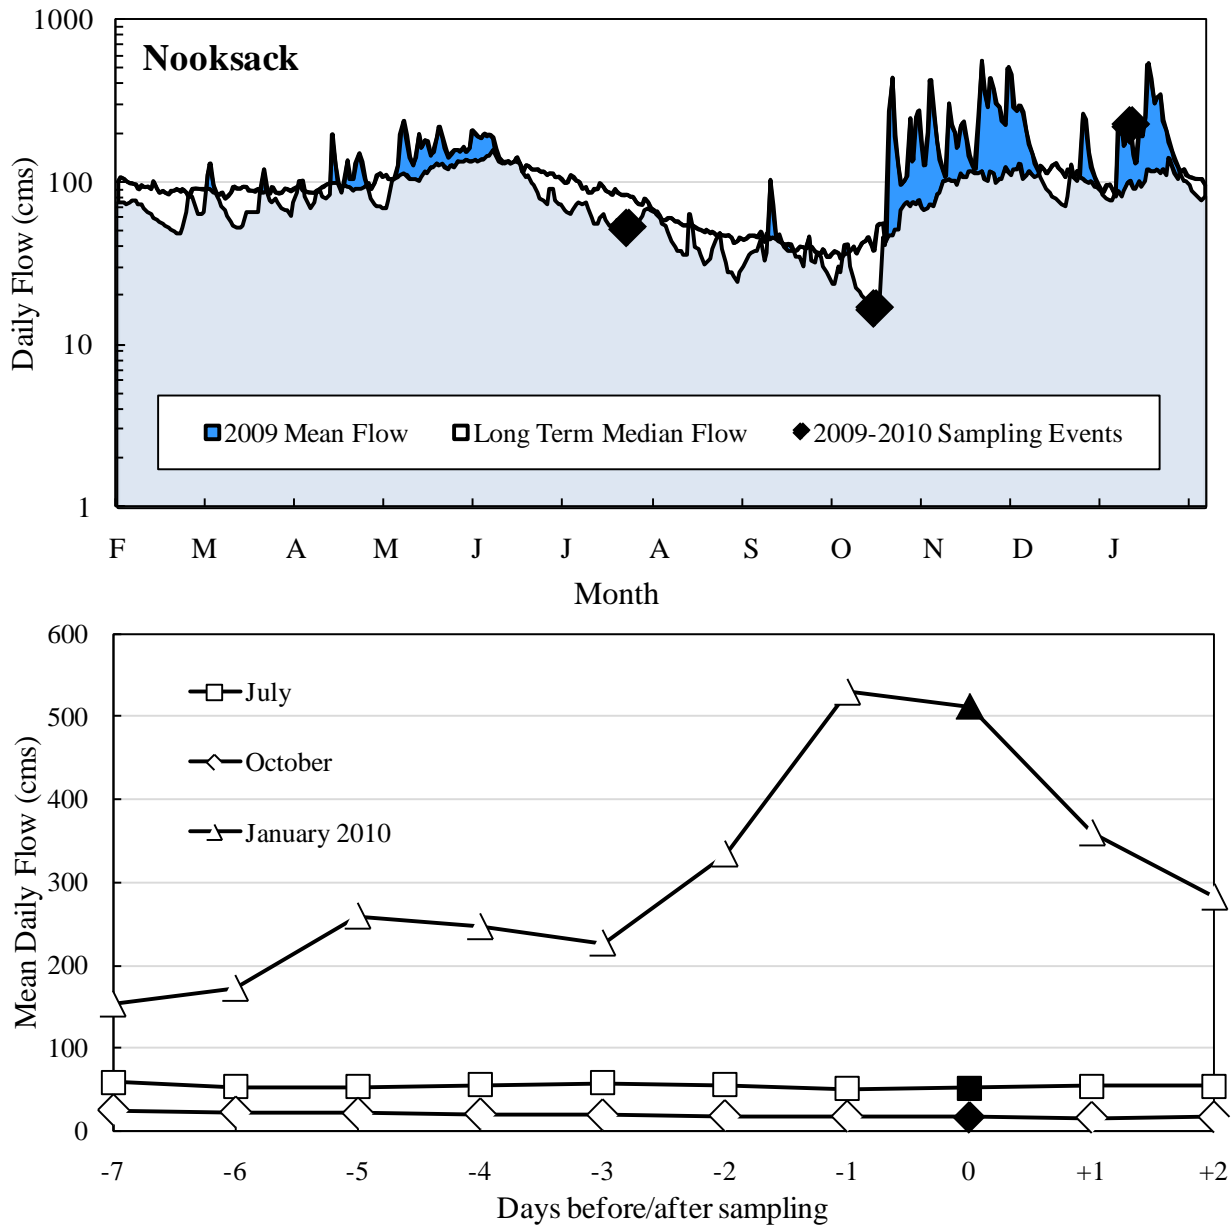 1000
Nooksack
100
10
1
Daily Flow (cms)
2009 Mean Flow Long Term Median Flow 2009-2010 Sampling Events
F M A M J J A S O N D J
Month
600
500
400
300
200
100
0
Mean Daily Flow (cms)
July
October
January 2010
-7 -6 -5 -4 -3 -2 -1 0 +1 +2
Days before/after sampling